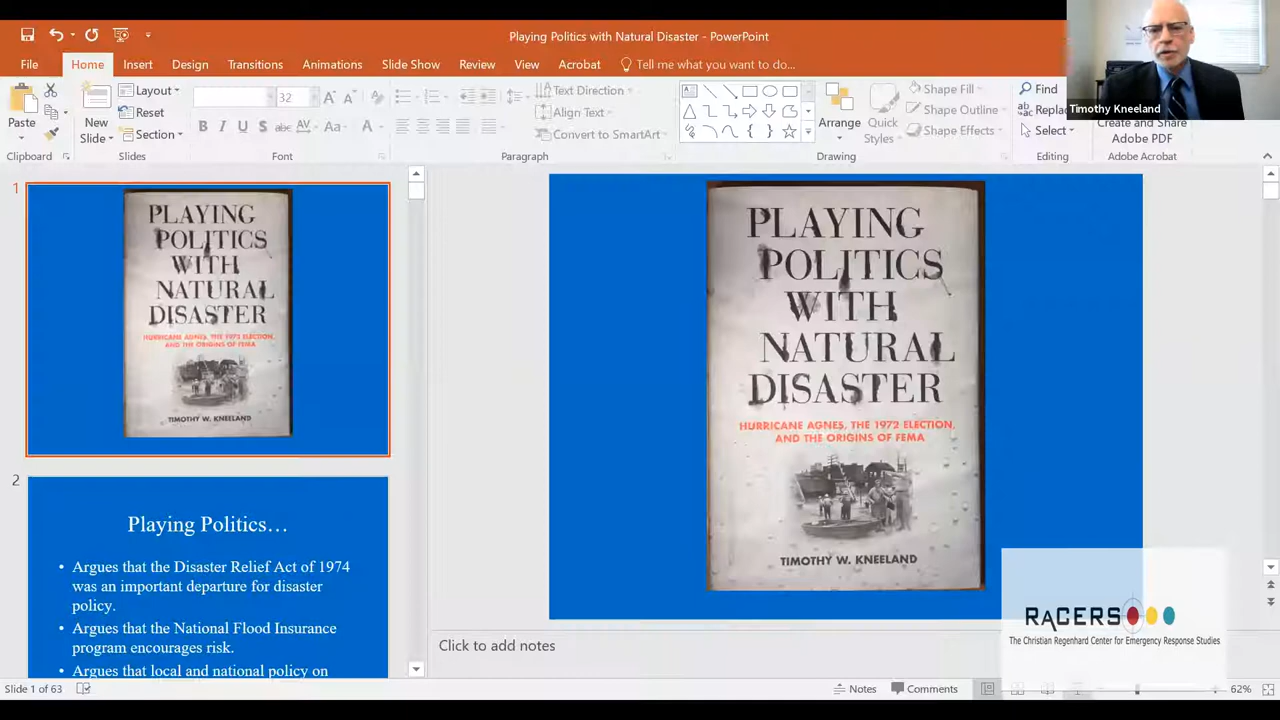 Playing Politics with Natural Disaster - PowerPoint
File Home Insert Design Transitions Animations Slide Show Review View Acrobat Tell me what you want to do...
Timothy Kneeland
Paste
New
Slide
Layout
Reset
Section
32
Text Direction
Align Text
Convert to SmartArt
Arrange
Quick
Styles
Shape Fill
Shape Outline
Shape Effects
Find
Select
Create and Share
Adobe PDF
Clipboard Slides Font Paragraph Drawing Editing Adobe Acrobat
1
PLAYING
POLITICS
WITH
NATURAL
DISASTER
HURRICANE AGNES, THE 1972 ELECTION,
AND THE ORIGINS OF FEMA
TIMOTHY W. KNEELAND
2
Playing Politics…
• Argues that the Disaster Relief Act of 1974
was an important departure for disaster
policy.
• Argues that the National Flood Insurance
program encourages risk.
• Argues that local and national policy on
PLAYING
POLITICS
WITH
NATURAL
DISASTER
HURRICANE AGNES, THE 1972 ELECTION,
AND THE ORIGINS OF FEMA
TIMOTHY W. KNEELAND
RACERS
The Christian Regenhard Center for Emergency Response Studies
Click to add notes
Slide 1 of 63
Notes
Comments
62%